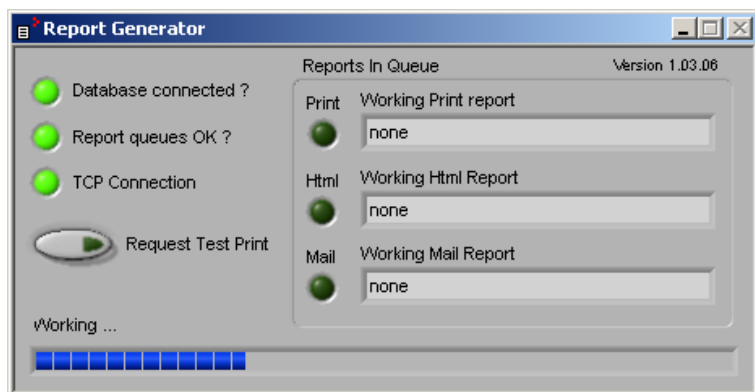 Report Generator
Reports In Queue
Version 1.03.06
Database connected ?
Report queues OK ?
TCP Connection
Request Test Print
Print
Working Print report
none
Html
Working Html Report
none
Mail
Working Mail Report
none
Working ...